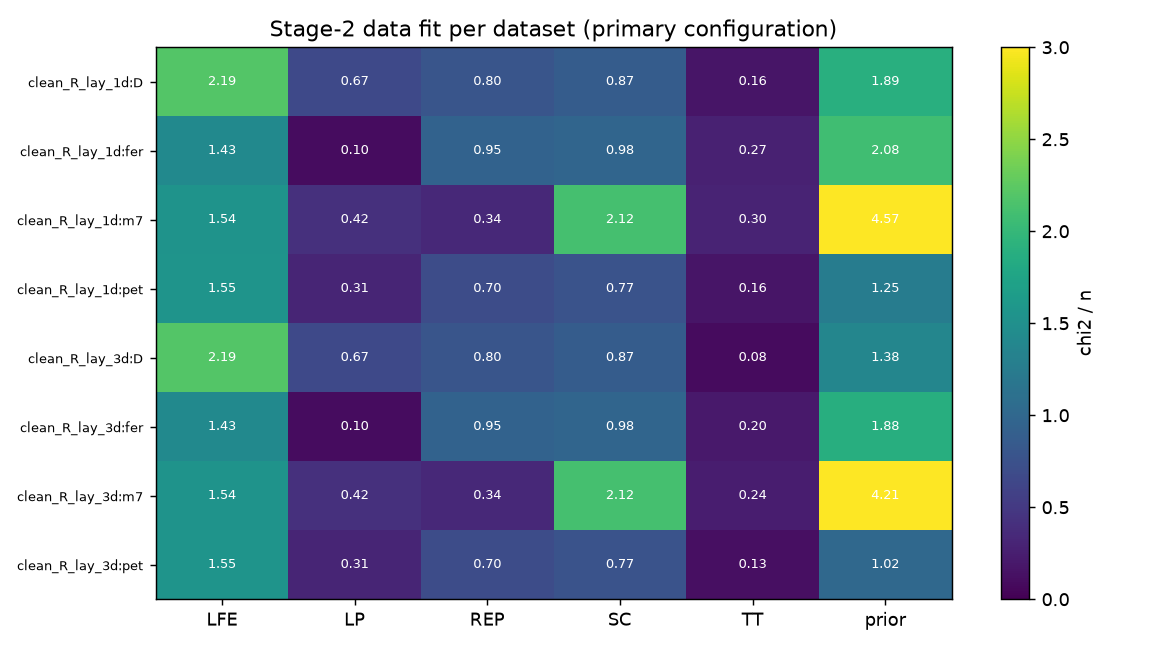 Stage-2 data fit per dataset (primary configuration)
clean_R_lay_1d:D 2.19 0.67 0.80 0.87 0.16 1.89
clean_R_lay_1d:fer 1.43 0.10 0.95 0.98 0.27 2.08
clean_R_lay_1d:m7 1.54 0.42 0.34 2.12 0.30 4.57
clean_R_lay_1d:pet 1.55 0.31 0.70 0.77 0.16 1.25
clean_R_lay_3d:D 2.19 0.67 0.80 0.87 0.08 1.38
clean_R_lay_3d:fer 1.43 0.10 0.95 0.98 0.20 1.88
clean_R_lay_3d:m7 1.54 0.42 0.34 2.12 0.24 4.21
clean_R_lay_3d:pet 1.55 0.31 0.70 0.77 0.13 1.02
LFE LP REP SC TT prior
3.0
2.5
2.0
1.5
1.0
0.5
0.0
chi2 / n